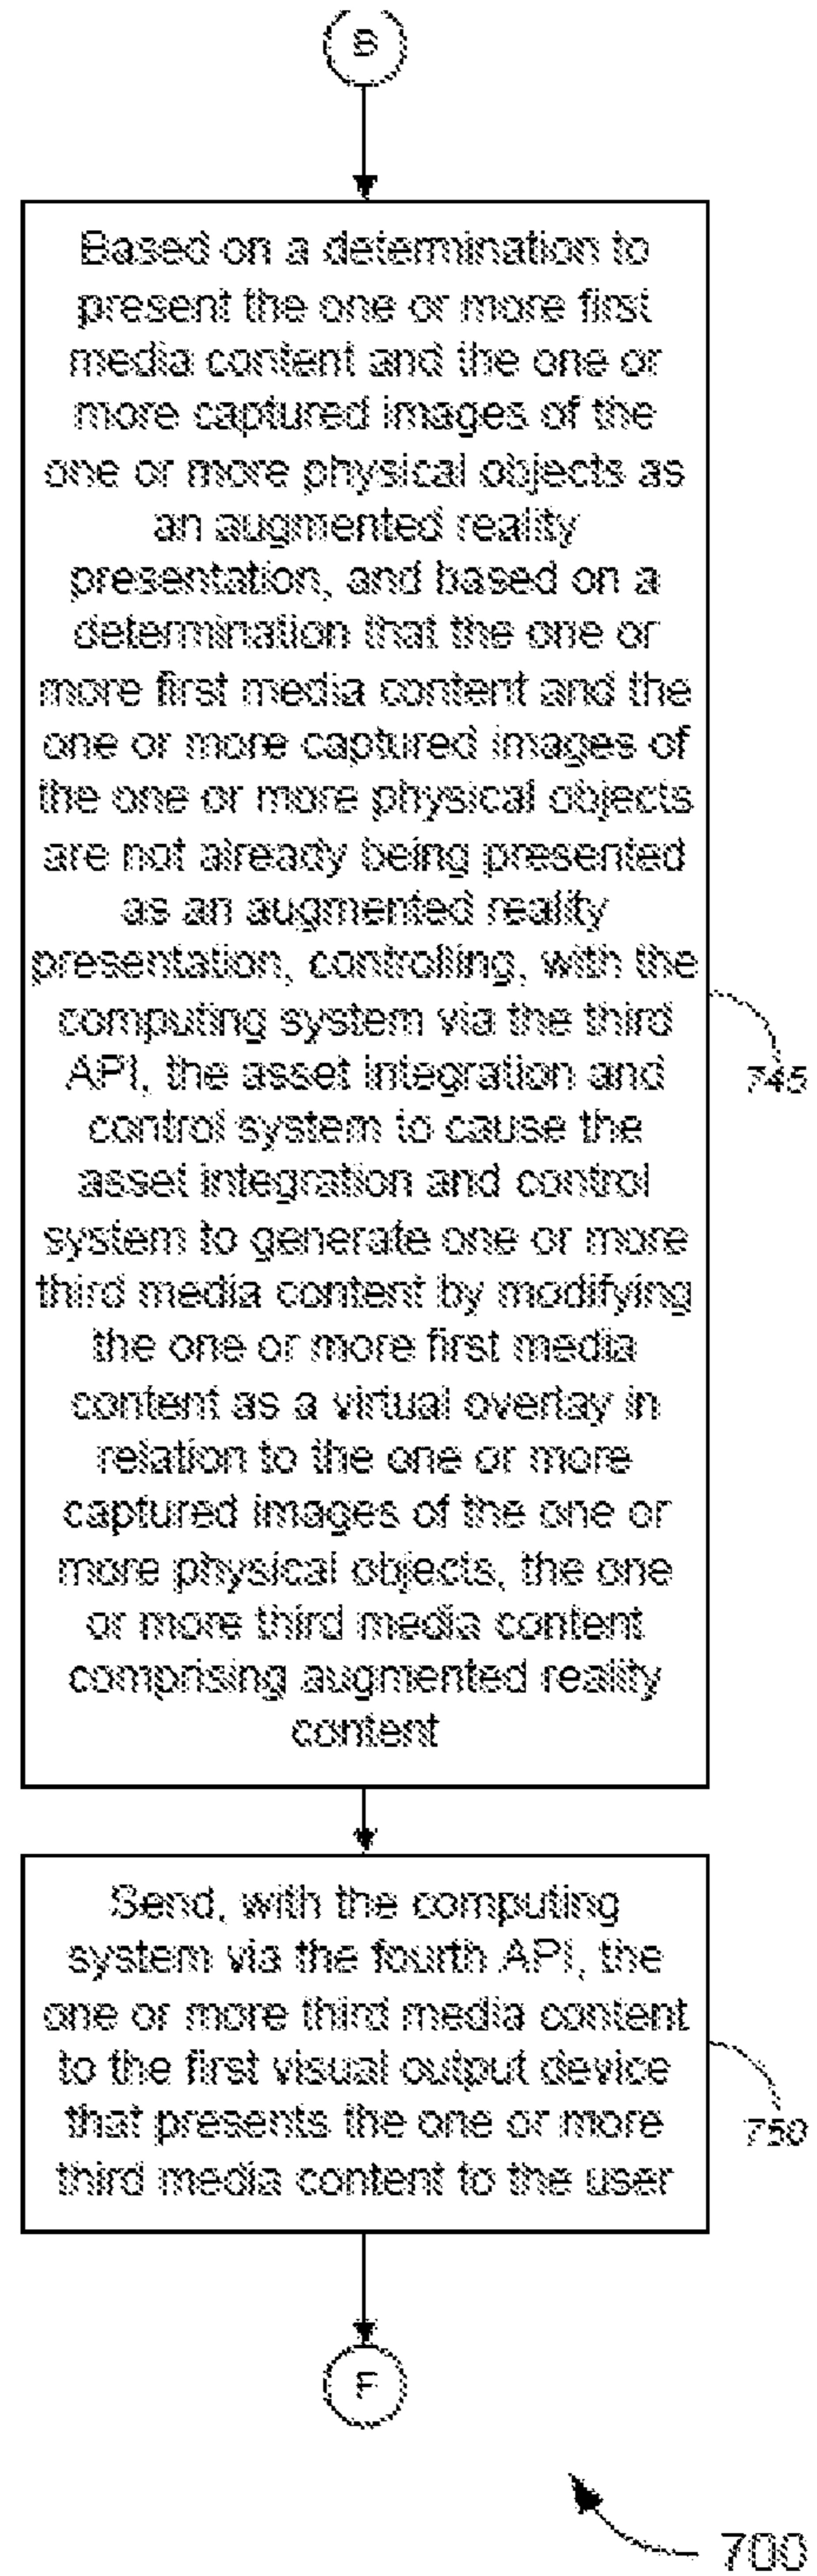 B
Based on a determination to
present the one or more first
media content and the one or
more captured images of the
one or more physical objects as
an augmented reality
presentation, and based on a
determination that the one or
more first media content and the
one or more captured images of
the one or more physical objects
are not already being presented
as an augmented reality
presentation, controlling, with the
computing system via the third
API, the asset integration and
control system to cause the
asset integration and control
system to generate one or more
third media content by modifying
the one or more first media
content as a virtual overlay in
relation to the one or more
captured images of the one or
more physical objects, the one
or more third media content
comprising augmented reality
content
745
Send, with the computing
system via the fourth API, the
one or more third media content
to the first visual output device
that presents the one or more
third media content to the user
750
F
700